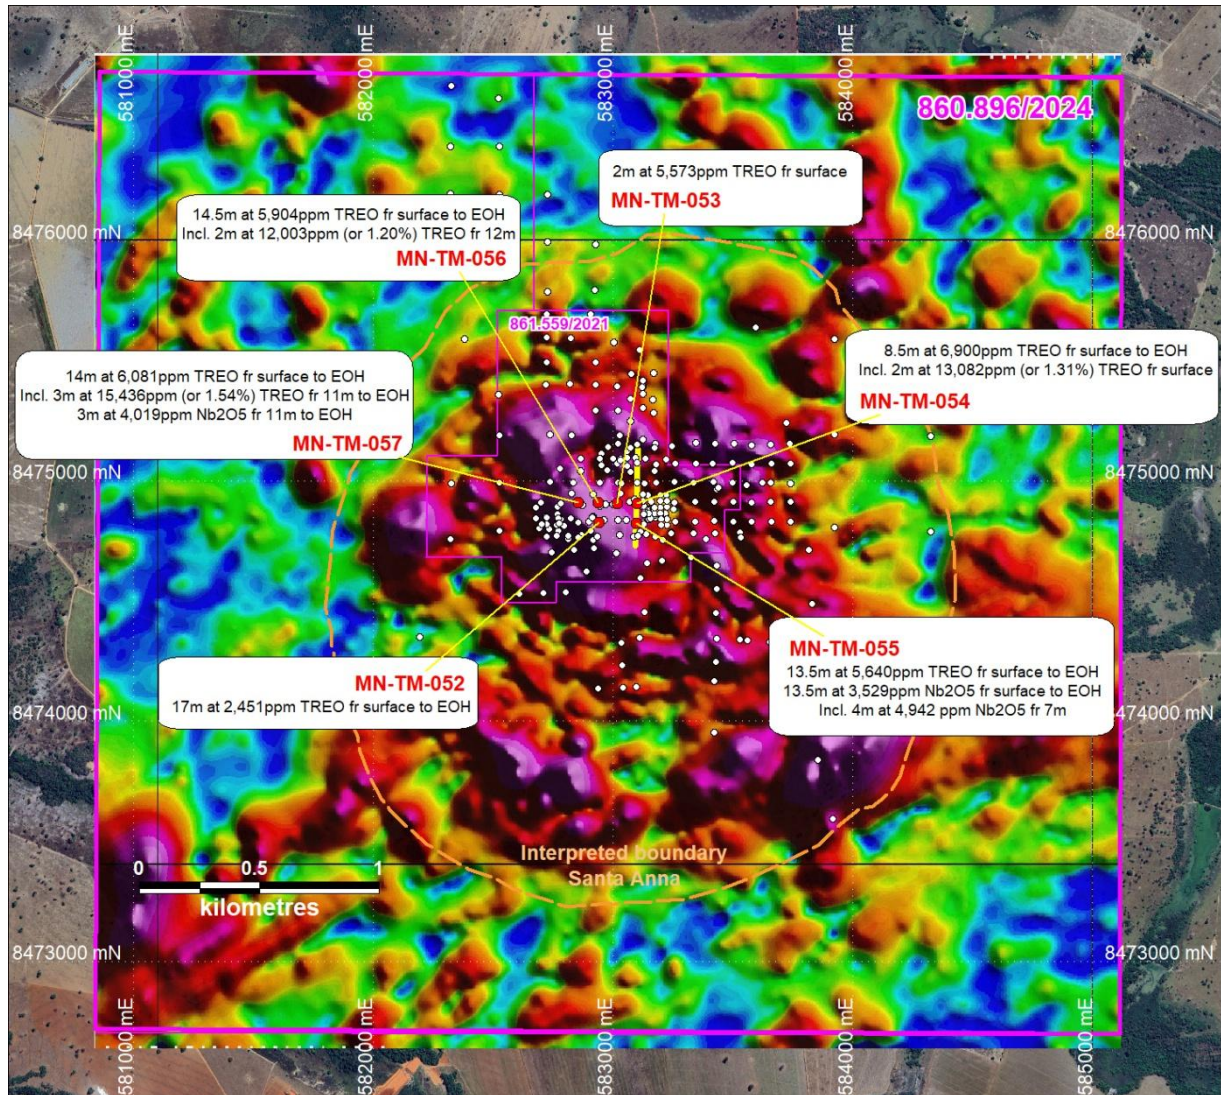 581000 mE
582000 mE
583000 mE
584000 mE
860.896/2024
2m at 5,573ppm TREO fr surface
MN-TM-053
14.5m at 5,904ppm TREO fr surface to EOH
Incl. 2m at 12,003ppm (or 1.20%) TREO fr 12m
MN-TM-056
8476000 mN
8476000 mN
861.559/2021
8.5m at 6,900ppm TREO fr surface to EOH
Incl. 2m at 13,082ppm (or 1.31%) TREO fr surface
MN-TM-054
14m at 6,081ppm TREO fr surface to EOH
Incl. 3m at 15,436ppm (or 1.54%) TREO fr 11m to EOH
3m at 4,019ppm Nb2O5 fr 11m to EOH
MN-TM-057
8475000 mN
8475000 mN
MN-TM-055
13.5m at 5,640ppm TREO fr surface to EOH
13.5m at 3,529ppm Nb2O5 fr surface to EOH
Incl. 4m at 4,942 ppm Nb2O5 fr 7m
MN-TM-052
17m at 2,451ppm TREO fr surface to EOH
8474000 mN
8474000 mN
Interpreted boundary
Santa Anna
0 0.5 1
kilometres
8473000 mN
8473000 mN
581000 mE
582000 mE
583000 mE
584000 mE
585000 mE